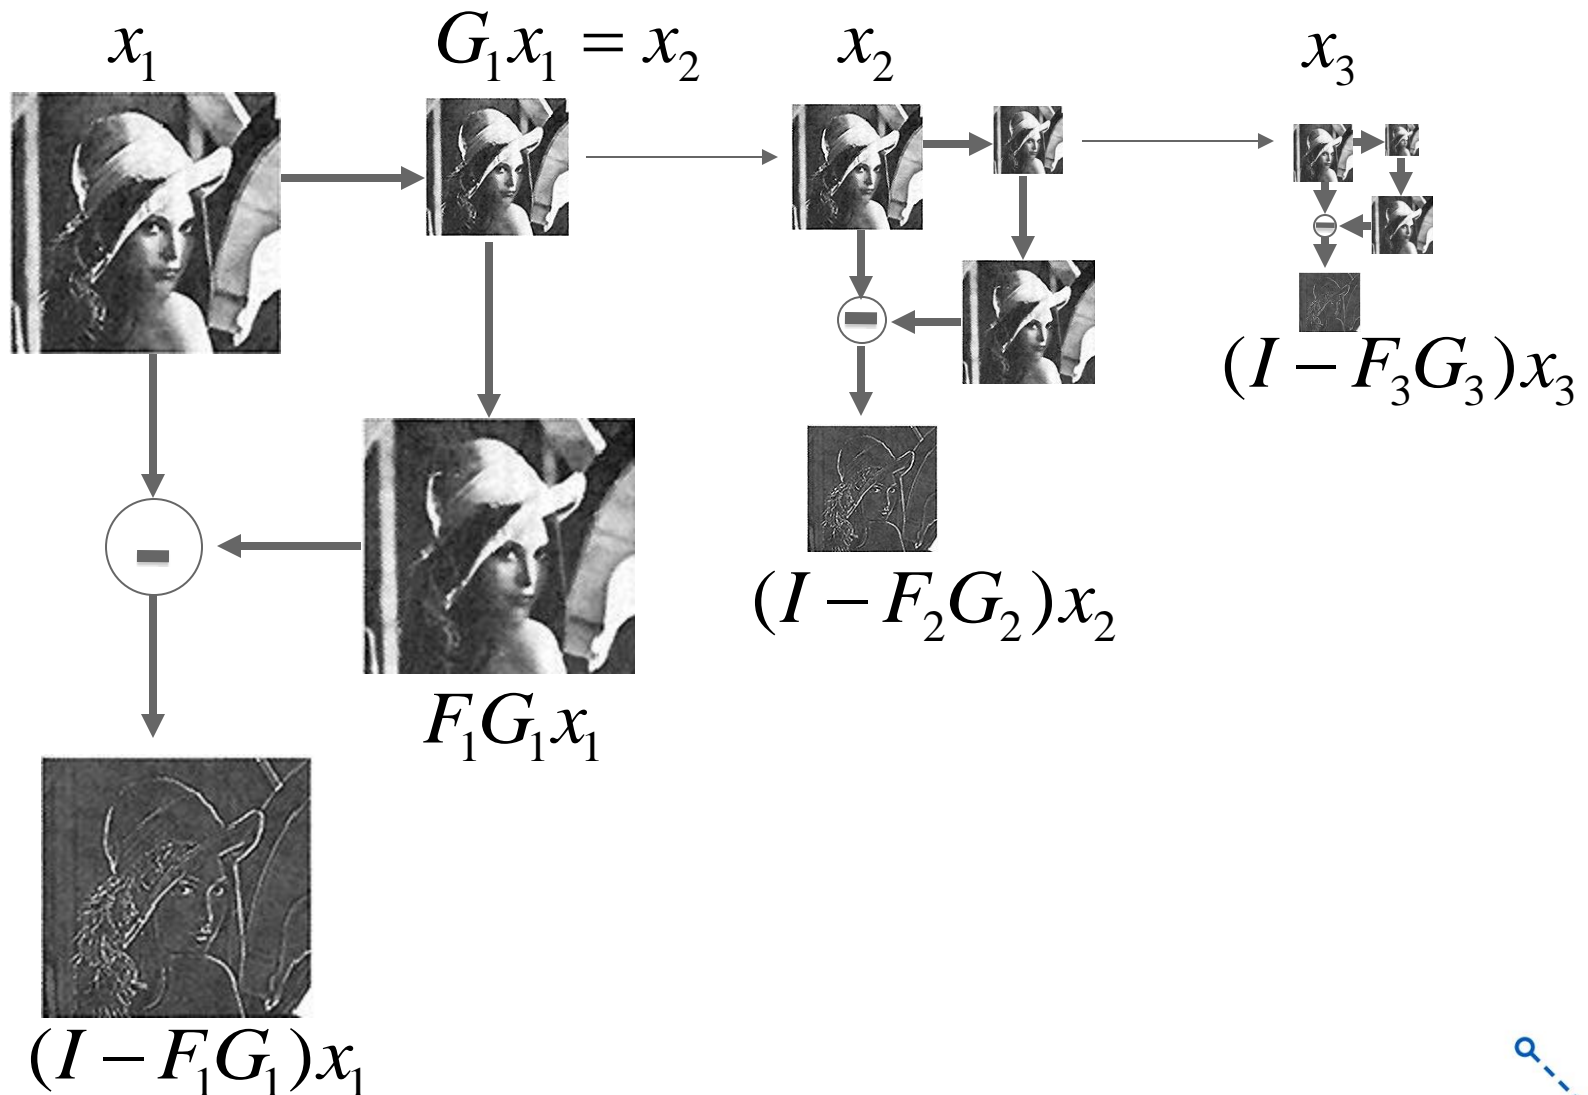 x₁
G₁x₁ = x₂
x₂
x₃
(I − F₃G₃)x₃
(I − F₂G₂)x₂
F₁G₁x₁
(I − F₁G₁)x₁